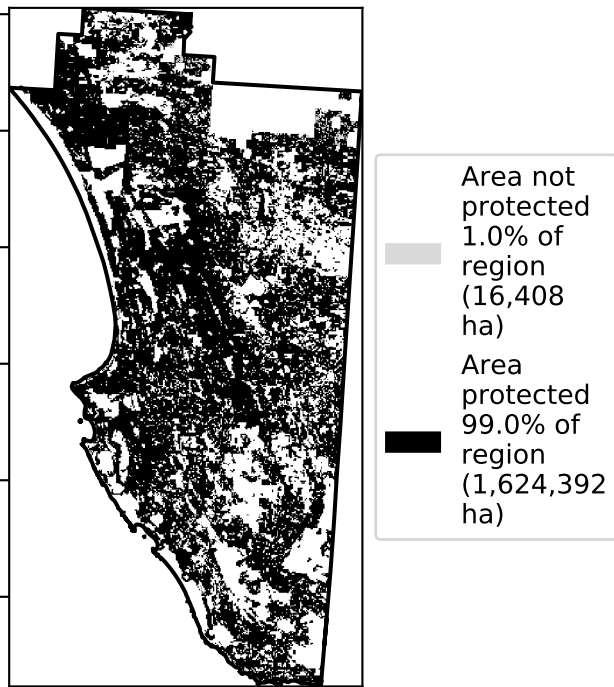 Area not
protected
1.0% of
region
(16,408
ha)
Area
protected
99.0% of
region
(1,624,392
ha)